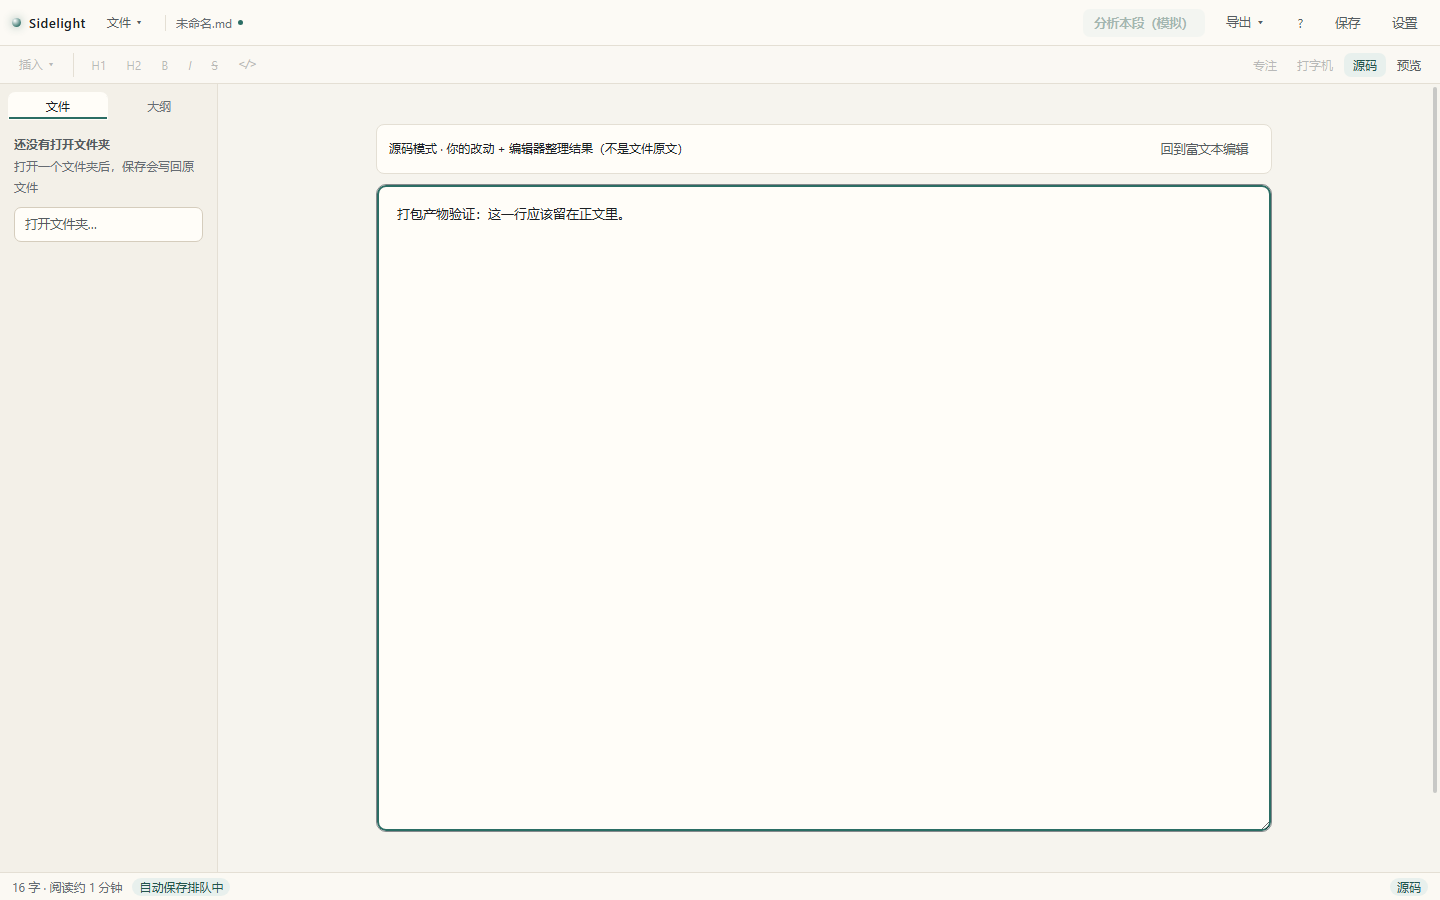 Sidelight 文件 未命名.md 分析本段（模拟） 导出 ? 保存 设置
插入 H1 H2 B I S </> 专注 打字机 源码 预览
文件 大纲
还没有打开文件夹
打开一个文件夹后，保存会写回原
文件
打开文件夹...
源码模式 · 你的改动 + 编辑器整理结果（不是文件原文） 回到富文本编辑
打包产物验证：这一行应该留在正文里。
16 字 · 阅读约 1 分钟 自动保存排队中 源码